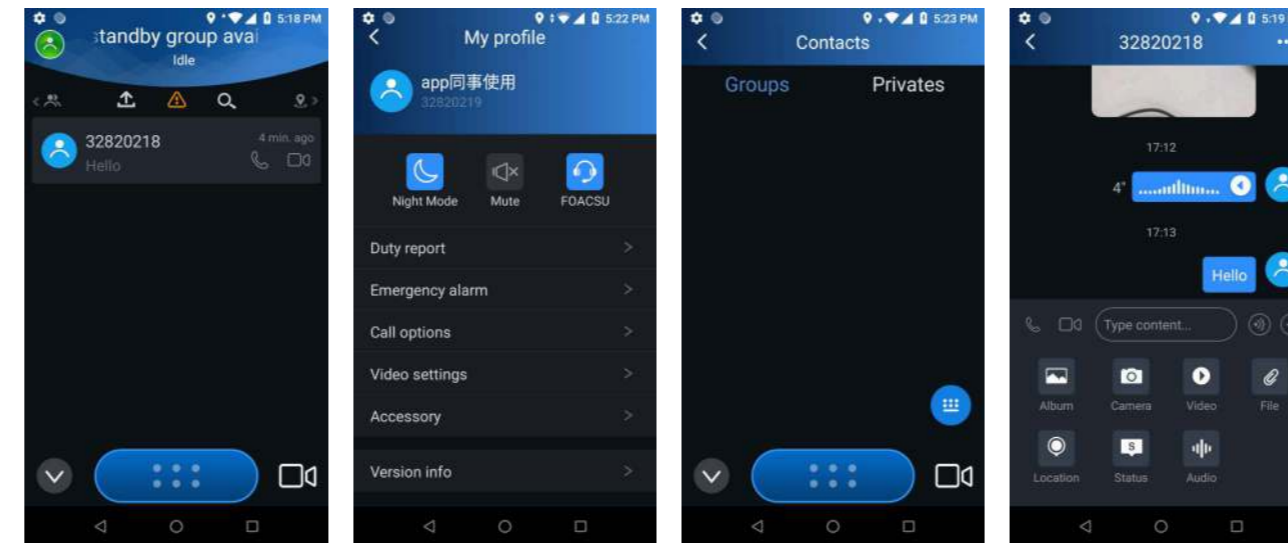 5:18 PM
standby group avai
Idle
32820218
4 min. ago
Hello
5:22 PM
My profile
app同事使用
32820219
Night Mode
Mute
FOACSU
Duty report
Emergency alarm
Call options
Video settings
Accessory
Version info
5:23 PM
Contacts
Groups
Privates
5:19
32820218
17:12
4"
17:13
Hello
Type content...
Album
Camera
Video
File
S
Location
Status
Audio